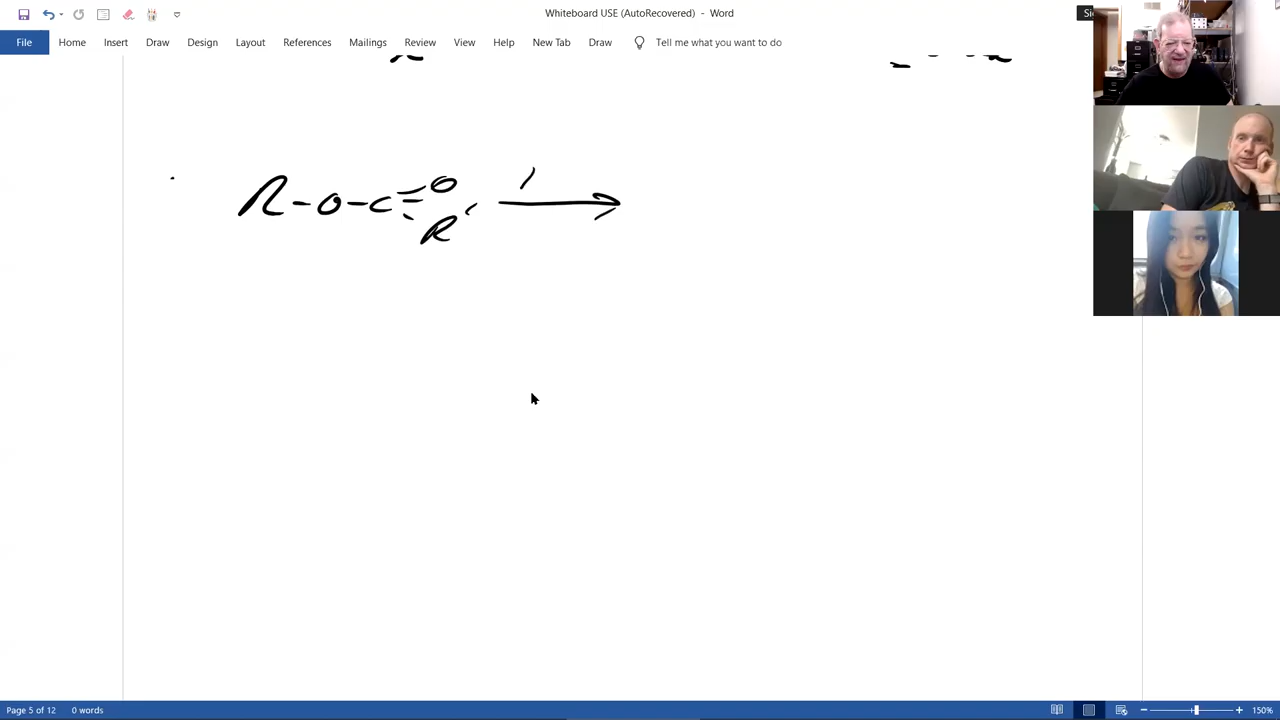 Whiteboard USE (AutoRecovered) - Word
File Home Insert Draw Design Layout References Mailings Review View Help New Tab Draw Tell me what you want to do
R-O-C=O
R'
Page 5 of 12 0 words
150%